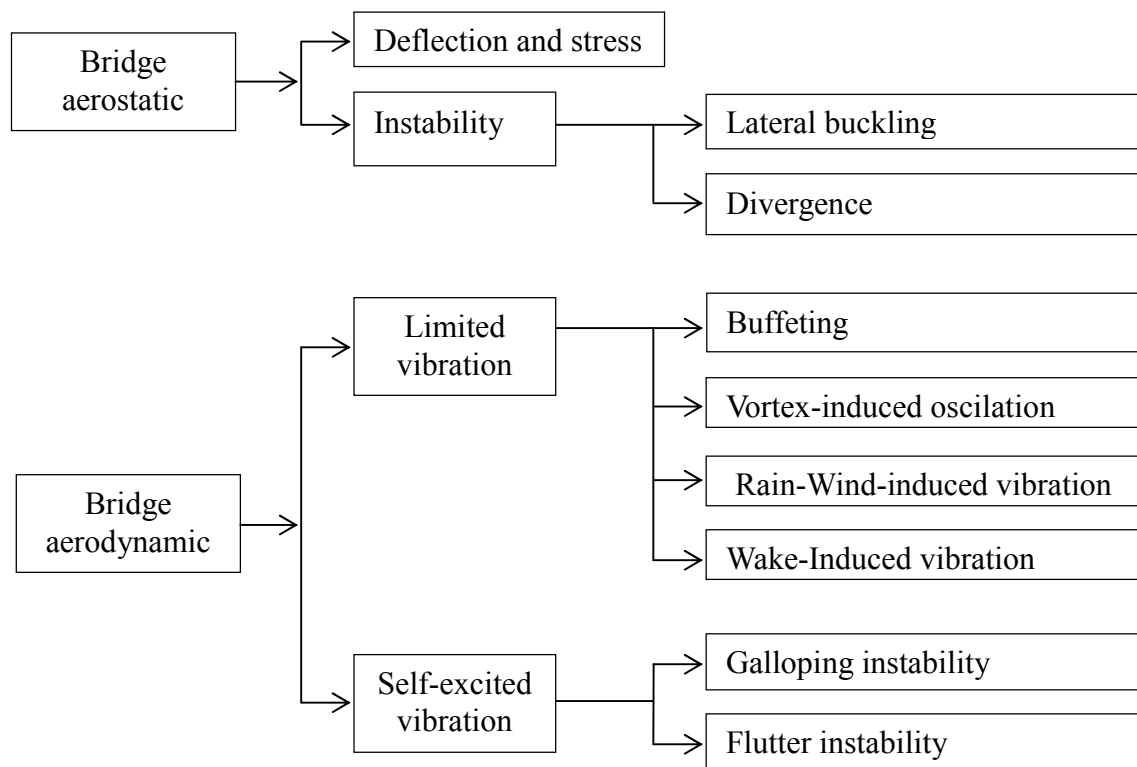 Bridge
aerostatic
Deflection and stress
Instability
Lateral buckling
Divergence
Bridge
aerodynamic
Limited
vibration
Buffeting
Vortex-induced oscilation
Rain-Wind-induced vibration
Wake-Induced vibration
Self-excited
vibration
Galloping instability
Flutter instability